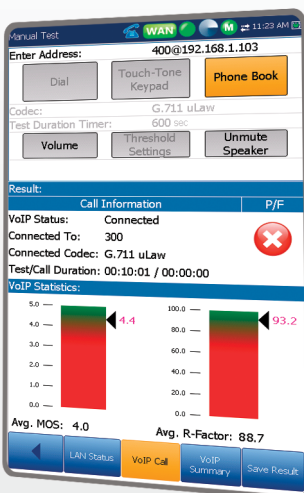 Manual Test WAN M 11:23 AM
Enter Address: 400@192.168.1.103
Dial Touch-Tone Keypad Phone Book
Codec: G.711 uLaw
Test Duration Timer: 600 sec
Volume Threshold Settings Unmute Speaker
Result:
Call Information P/F
VoIP Status: Connected
Connected To: 300
Connected Codec: G.711 uLaw
Test/Call Duration: 00:10:01 / 00:00:00
VoIP Statistics:
5.0 100.0
4.0 4.4 80.0 93.2
3.0 60.0
2.0 40.0
1.0 20.0
0.0 0.0
Avg. MOS: 4.0 Avg. R-Factor: 88.7
LAN Status VoIP Call VoIP Summary Save Result